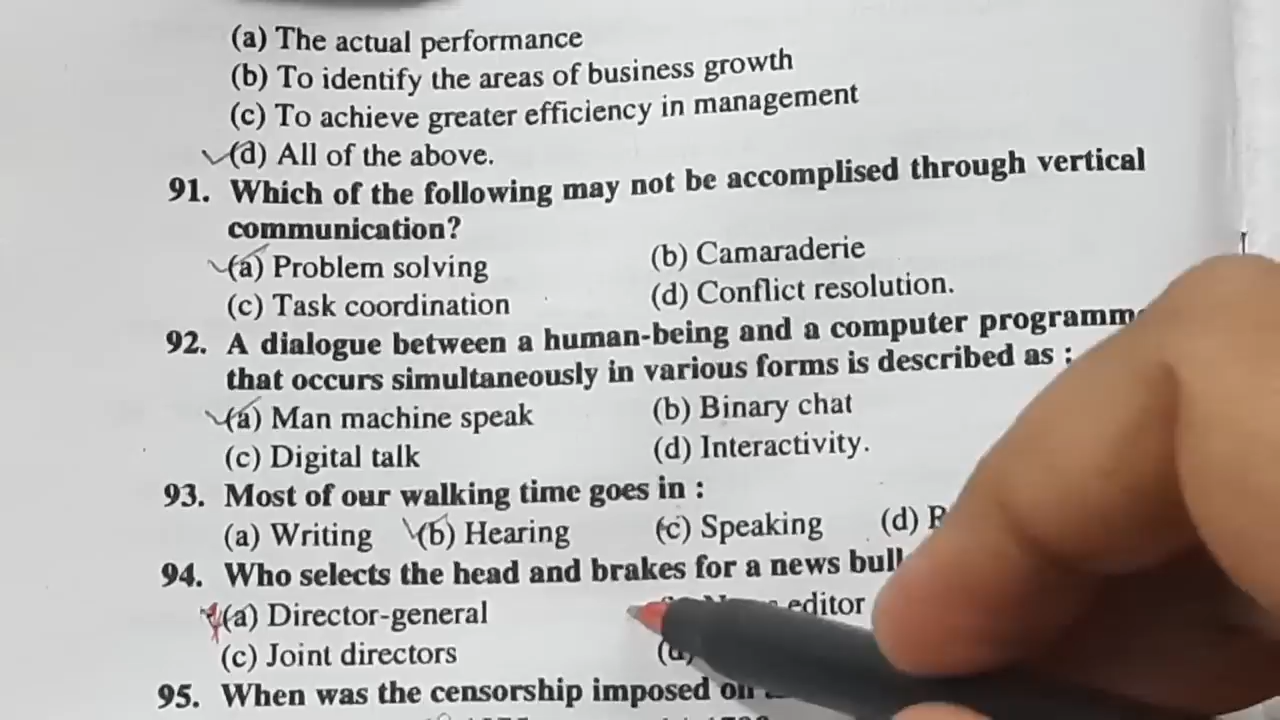 (a) The actual performance
(b) To identify the areas of business growth
(c) To achieve greater efficiency in management
(d) All of the above.
91. Which of the following may not be accomplised through vertical
communication?
(a) Problem solving (b) Camaraderie
(c) Task coordination (d) Conflict resolution.
92. A dialogue between a human-being and a computer
that occurs simultaneously in various forms is described as :
(a) Man machine speak (b) Binary chat
(c) Digital talk (d) Interactivity.
93. Most of our walking time goes in :
(a) Writing (b) Hearing (c) Speaking (d)
94. Who selects the head and brakes for a news
(a) Director-general editor
(c) Joint directors (d)
95. When was the censorship imposed on